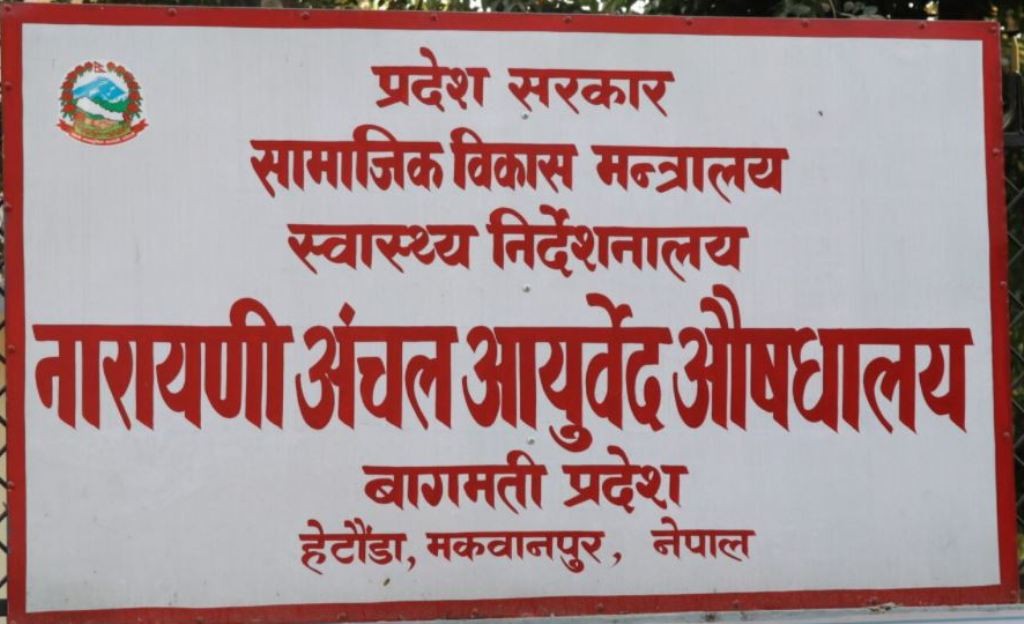 प्रदेश सरकार
सामाजिक विकास मन्त्रालय
स्वास्थ्य निर्देशनालय
नारायणी अंचल आयुर्वेद औषधालय
बागमती प्रदेश
हेटौंडा, मकवानपुर, नेपाल